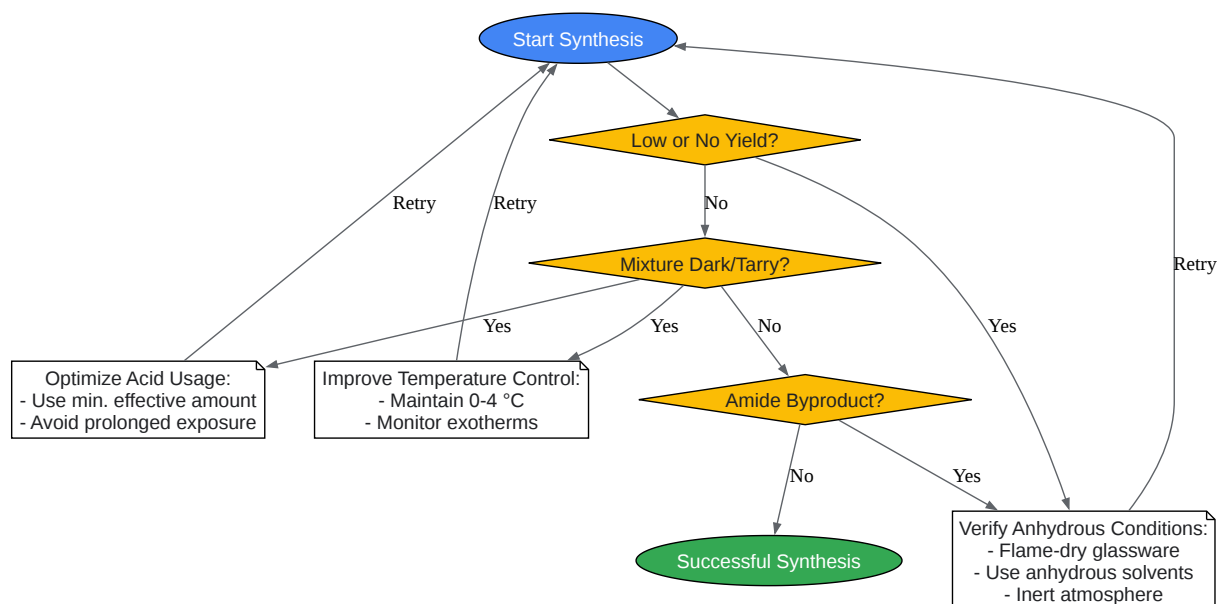 Start Synthesis
Low or No Yield?
Retry
Retry
No
Mixture Dark/Tarry?
Retry
Yes
Yes
No
Yes
Optimize Acid Usage:
- Use min. effective amount
- Avoid prolonged exposure
Improve Temperature Control:
- Maintain 0-4 °C
- Monitor exotherms
Amide Byproduct?
No
Yes
Successful Synthesis
Verify Anhydrous Conditions:
- Flame-dry glassware
- Use anhydrous solvents
- Inert atmosphere